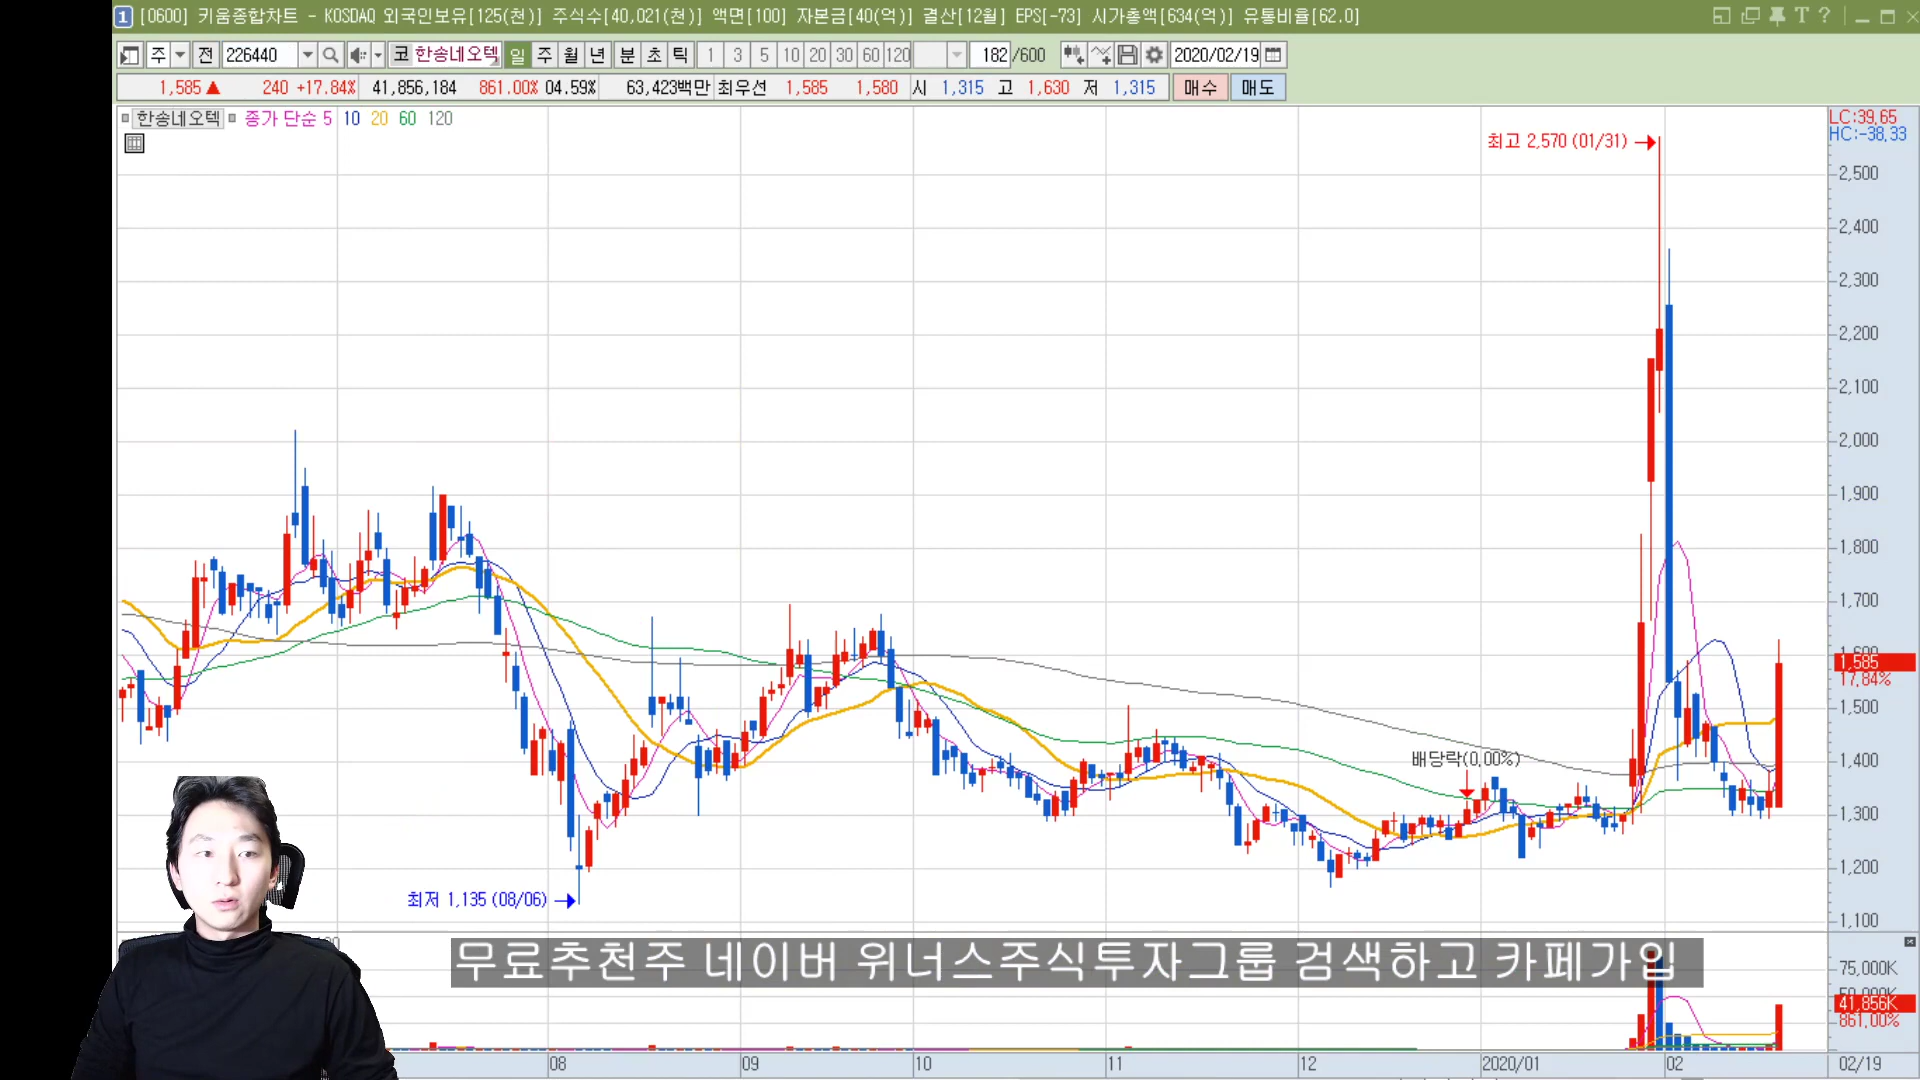 1 [0600] 키움종합차트 - KOSDAQ 외국인보유[125(천)] 주식수[40,021(천)] 액면[100] 자본금[40(억)] 결산[12월] EPS[-73] 시가총액[634(억)] 유통비율[62.0] T ?
주 전 226440 코 한송네오텍 일 주 월 년 분 초 틱 1 3 5 10 20 30 60 120 182 /600 2020/02/19
1,585 ▲ 240 +17.84% 41,856,184 861.00% 04.59% 63,423백만 최우선 1,585 1,580 시 1,315 고 1,630 저 1,315 매수 매도
한송네오텍 종가 단순 5 10 20 60 120
LC:39,65
HC:-38,33
최고 2,570 (01/31)
2,500
2,400
2,300
2,200
2,100
2,000
1,900
1,800
1,700
1,600
1,585
17,84%
1,500
배당락(0,00%)
1,400
1,300
1,200
최저 1,135 (08/06)
1,100
무료추천주 네이버 위너스주식투자그룹 검색하고 카페가입
75,000K
50,000K
41,856K
861,00%
08 09 10 11 12 2020/01 02 02/19